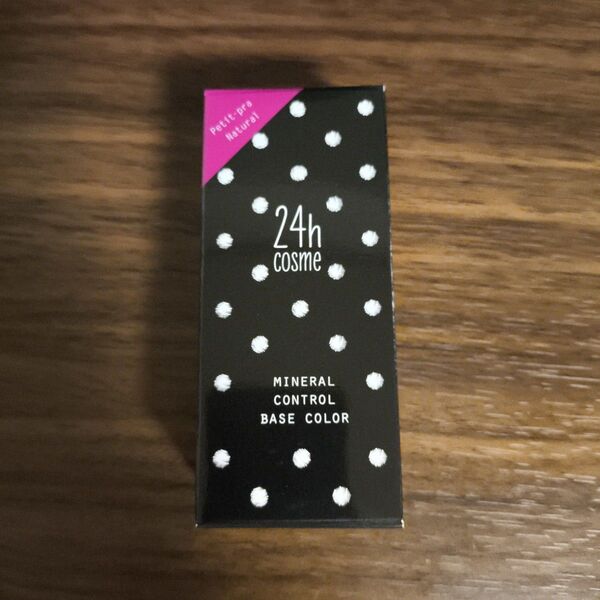 Petit-pra
Natural
24h
cosme
MINERAL
CONTROL
BASE COLOR